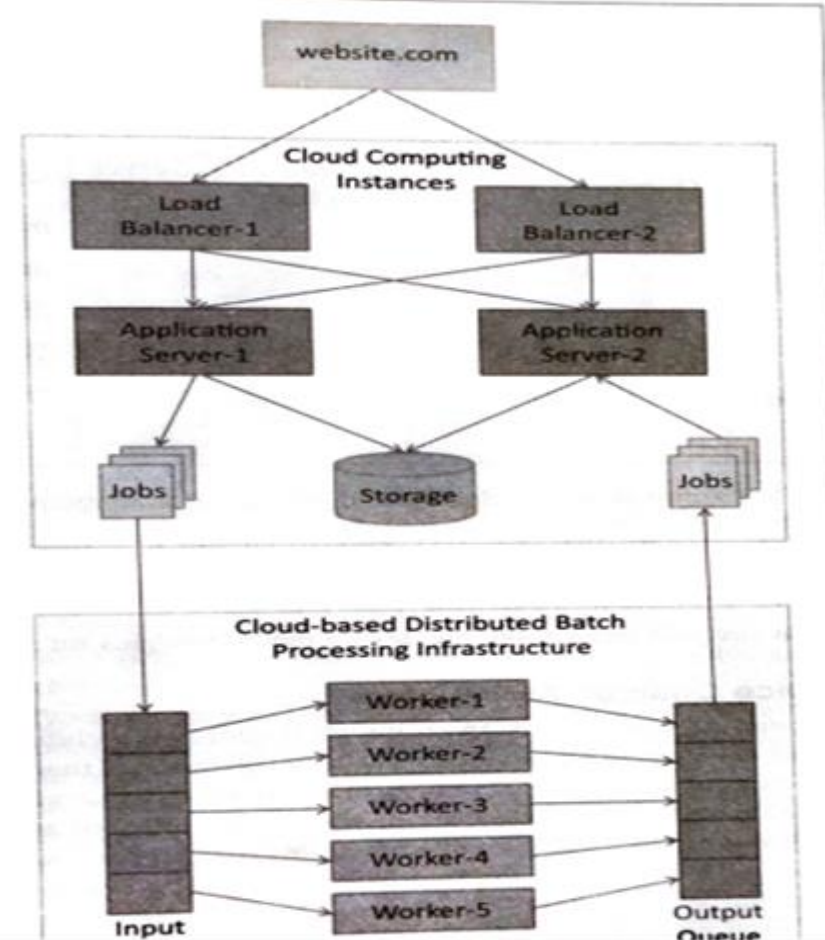 website.com
Cloud Computing
Instances
Load
Balancer-1
Load
Balancer-2
Application
Server-1
Application
Server-2
Jobs
Storage
Jobs
Cloud-based Distributed Batch
Processing Infrastructure
Worker-1
Worker-2
Worker-3
Worker-4
Worker-5
Input
Output
Queue